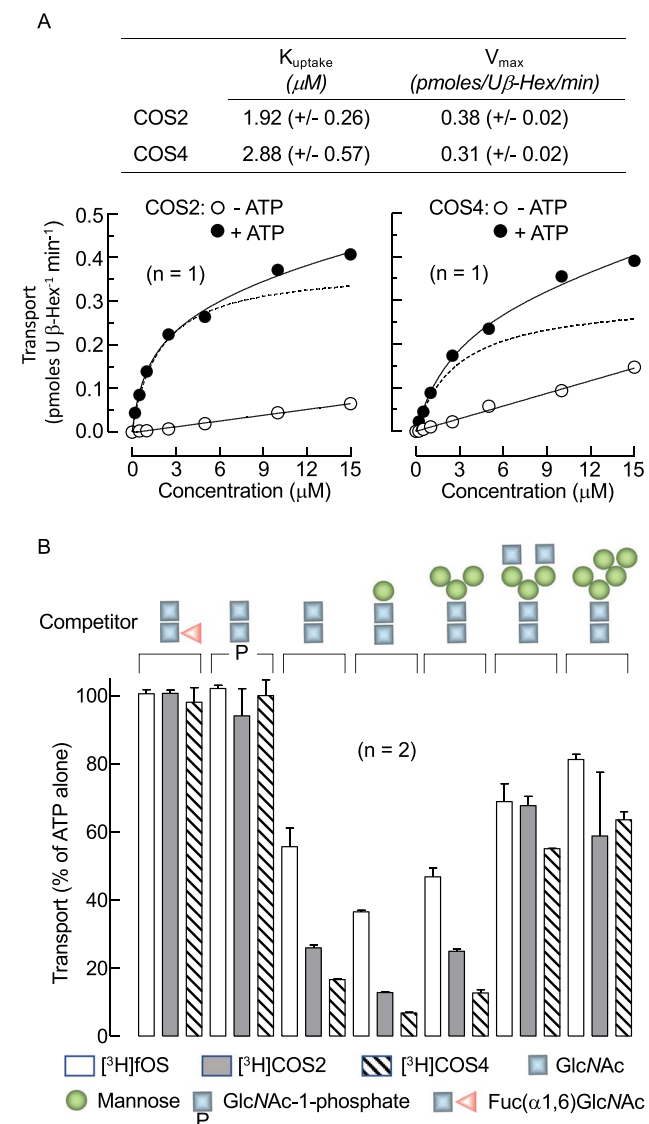 A
K_uptake V_max
(μM) (pmoles/Uβ-Hex/min)
COS2 1.92 (+/- 0.26) 0.38 (+/- 0.02)
COS4 2.88 (+/- 0.57) 0.31 (+/- 0.02)
COS2: - ATP
+ ATP
(n = 1)
COS4: - ATP
+ ATP
(n = 1)
Transport
(pmoles U β-Hex⁻¹ min⁻¹)
0.5
0.4
0.3
0.2
0.1
0.0
0 3 6 9 12 15
Concentration (μM)
0 3 6 9 12 15
Concentration (μM)
B
Competitor
P
(n = 2)
Transport (% of ATP alone)
100
80
60
40
20
0
[³H]fOS [³H]COS2 [³H]COS4 GlcNAc
Mannose GlcNAc-1-phosphate Fuc(α1,6)GlcNAc
P